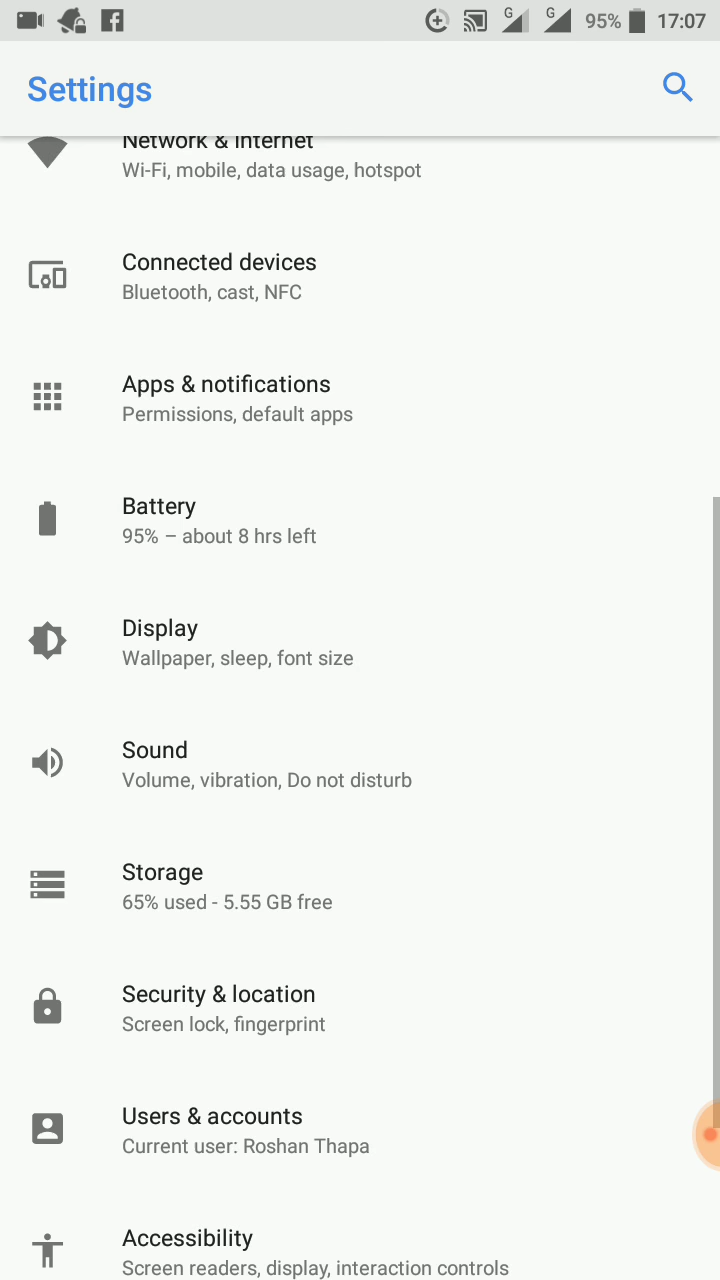 G G 95% 17:07
Settings
Network & Internet
Wi-Fi, mobile, data usage, hotspot
Connected devices
Bluetooth, cast, NFC
Apps & notifications
Permissions, default apps
Battery
95% – about 8 hrs left
Display
Wallpaper, sleep, font size
Sound
Volume, vibration, Do not disturb
Storage
65% used - 5.55 GB free
Security & location
Screen lock, fingerprint
Users & accounts
Current user: Roshan Thapa
Accessibility
Screen readers, display, interaction controls